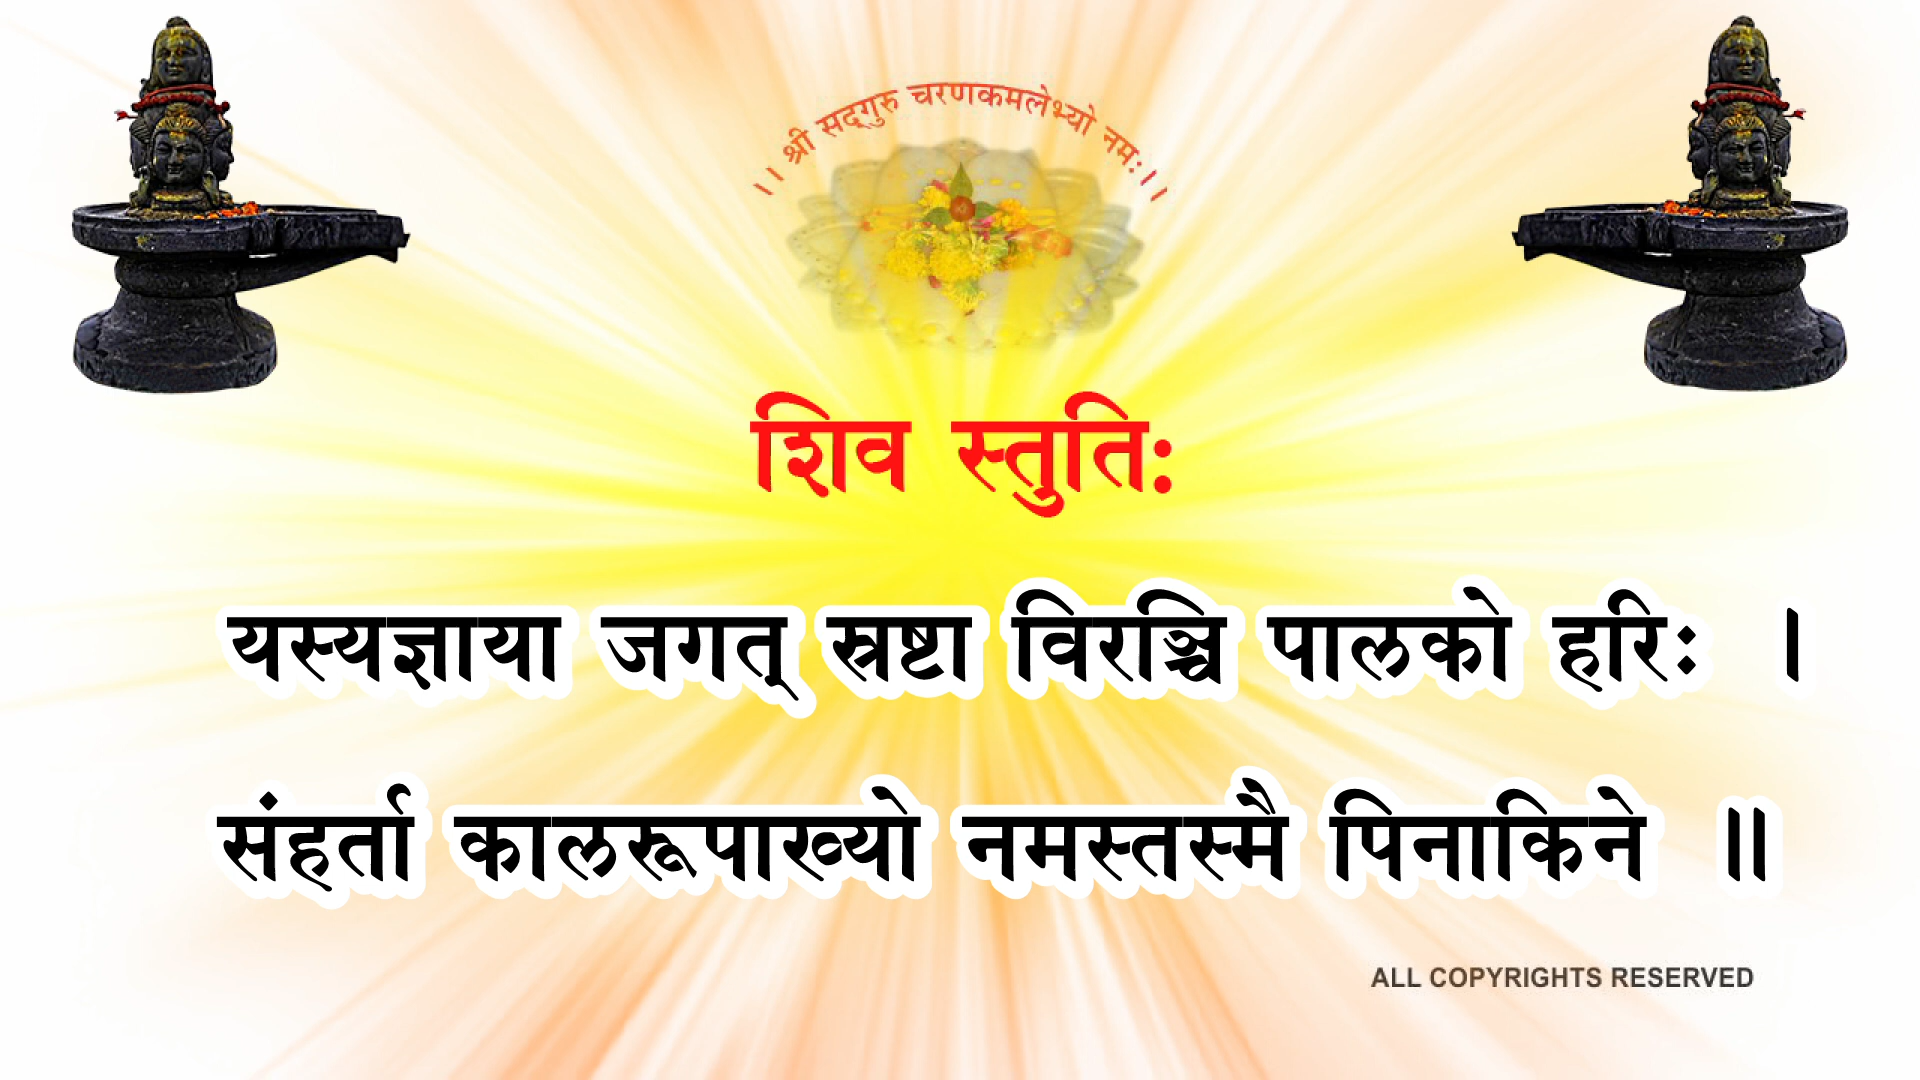 ।। श्री सद्‌गुरु चरणकमलेभ्यो नमः।।
शिव स्तुतिः
यस्यज्ञाया जगत् स्रष्टा विरञ्चि पालको हरिः ।
संहर्ता कालरूपाख्यो नमस्तस्मै पिनाकिने ॥
ALL COPYRIGHTS RESERVED